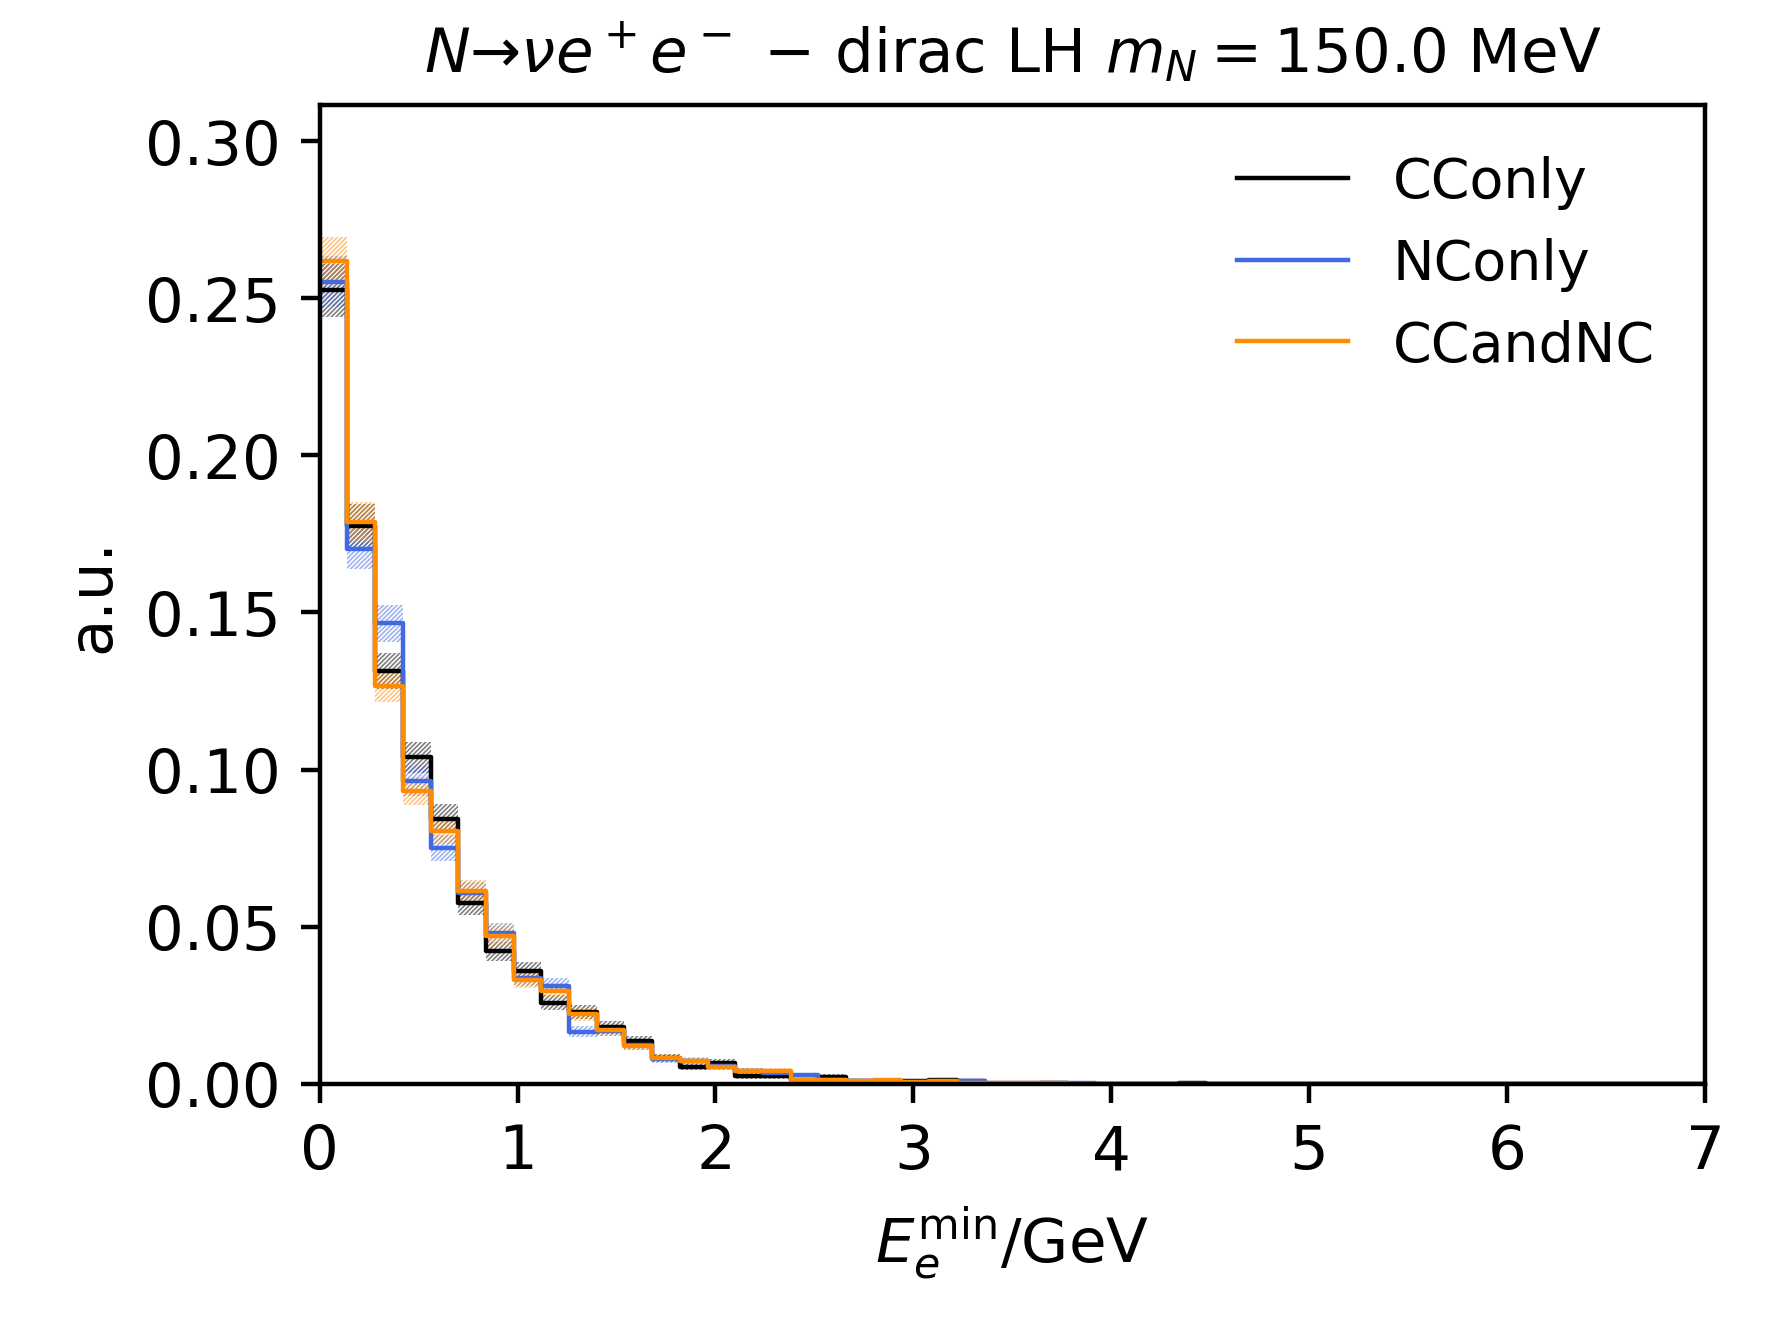 N→νe⁺e⁻ − dirac LH m_N = 150.0 MeV
0.30
0.25
0.20
0.15
0.10
0.05
0.00
a.u.
CConly
NConly
CCandNC
0 1 2 3 4 5 6 7
E_e^min/GeV